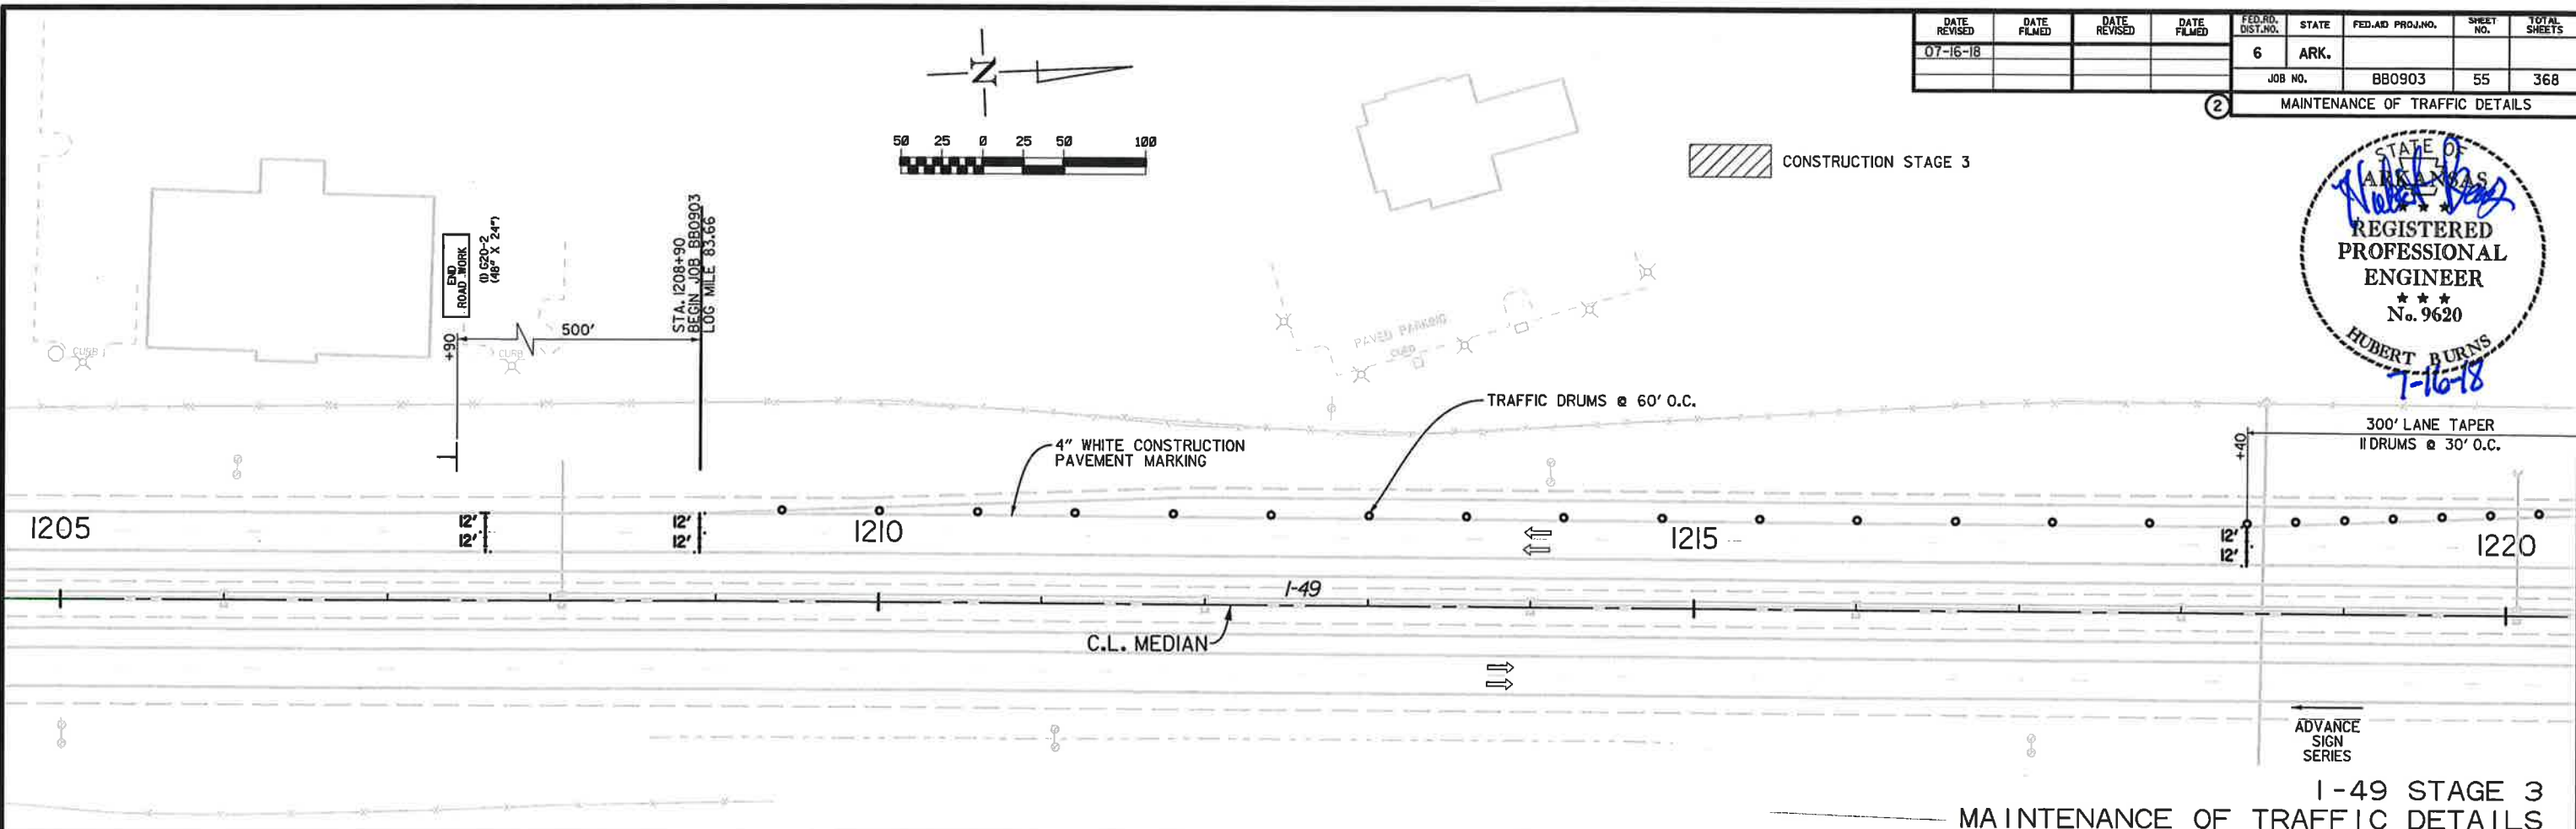 DATE REVISED
DATE FILMED
DATE REVISED
DATE FILMED
FED.RD. DIST.NO.
STATE
FED.AID PROJ.NO.
SHEET NO.
TOTAL SHEETS
07-16-18
6
ARK.
JOB NO.
BB0903
55
368
2
MAINTENANCE OF TRAFFIC DETAILS
N
50 25 0 25 50 100
CONSTRUCTION STAGE 3
STATE OF
ARKANSAS
★ ★ ★
REGISTERED
PROFESSIONAL
ENGINEER
★ ★ ★
No. 9620
HUBERT BURNS
7-16-18
END
ROAD WORK
(1) G20-2
(48" X 24")
STA. 1208+90
BEGIN JOB BB0903
LOG MILE 83.66
+90
500'
CURB
CURB
PAVED PARKING
CURB
TRAFFIC DRUMS @ 60' O.C.
4" WHITE CONSTRUCTION
PAVEMENT MARKING
+40
300' LANE TAPER
11 DRUMS @ 30' O.C.
1205
12'
12'
12'
12'
1210
1215
12'
12'
1220
I-49
C.L. MEDIAN
ADVANCE
SIGN
SERIES
I-49 STAGE 3
MAINTENANCE OF TRAFFIC DETAILS